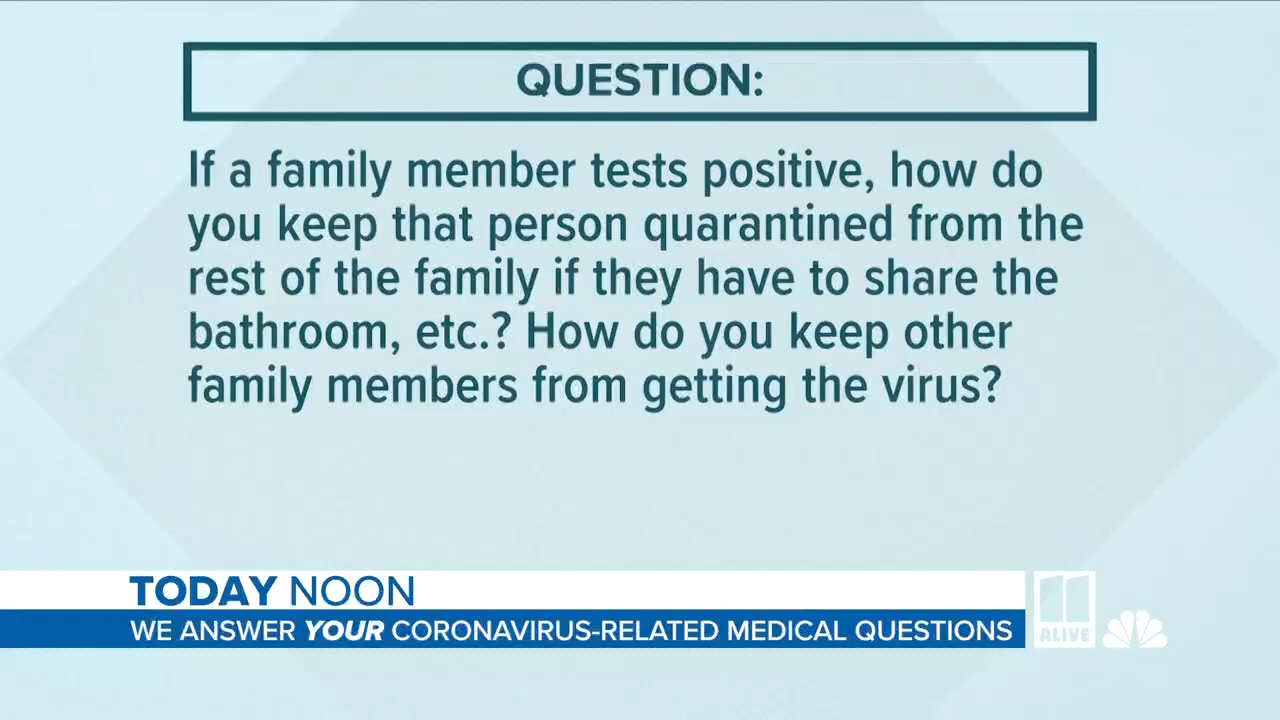 QUESTION:
If a family member tests positive, how do
you keep that person quarantined from the
rest of the family if they have to share the
bathroom, etc.? How do you keep other
family members from getting the virus?
TODAY NOON
WE ANSWER YOUR CORONAVIRUS-RELATED MEDICAL QUESTIONS
11
ALIVE